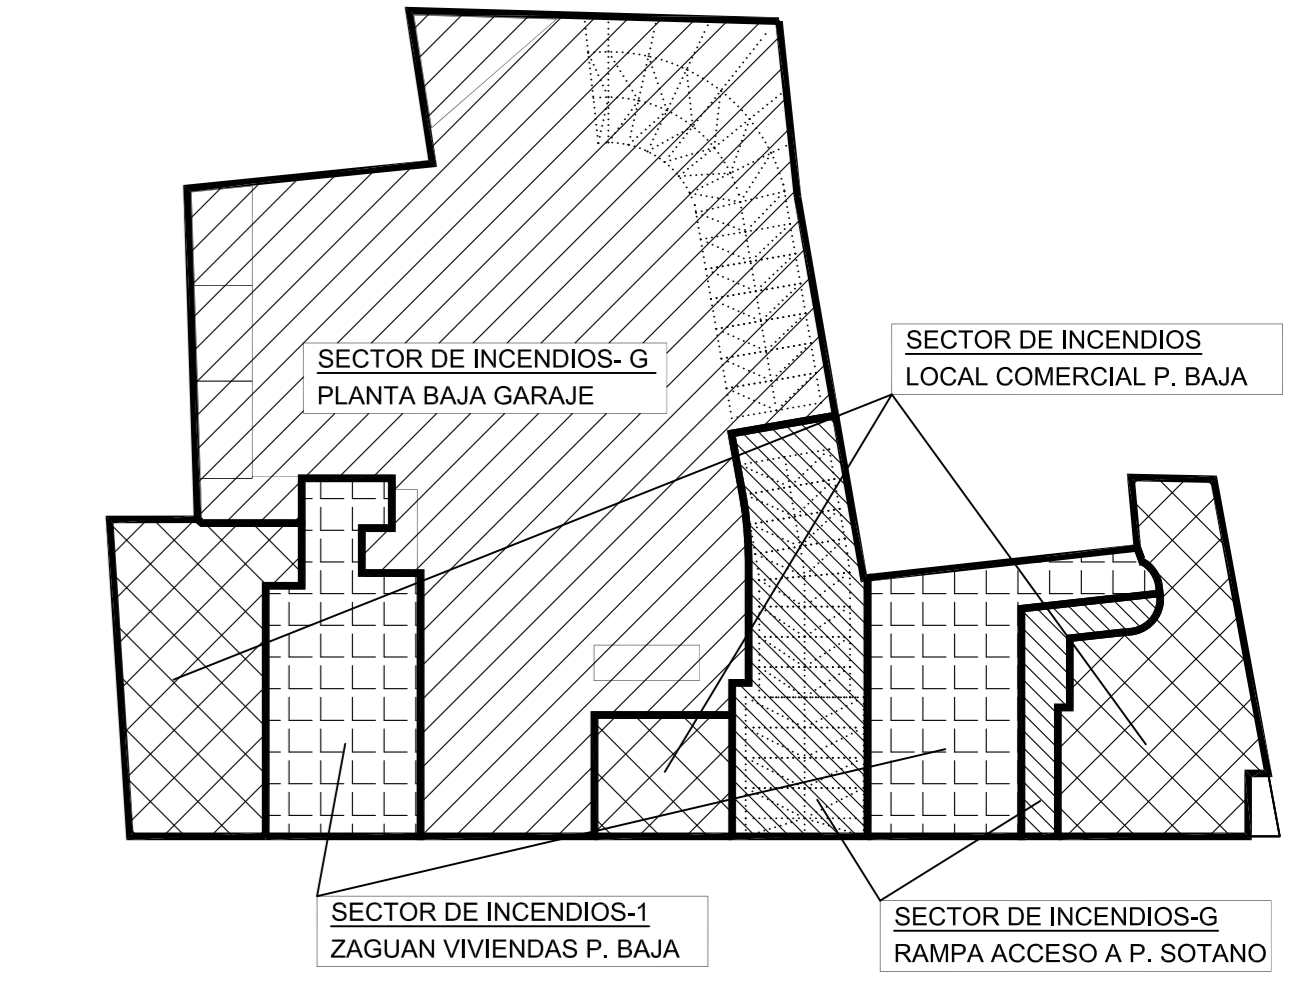 SECTOR DE INCENDIOS- G
PLANTA BAJA GARAJE
SECTOR DE INCENDIOS
LOCAL COMERCIAL P. BAJA
SECTOR DE INCENDIOS-1
ZAGUAN VIVIENDAS P. BAJA
SECTOR DE INCENDIOS-G
RAMPA ACCESO A P. SOTANO